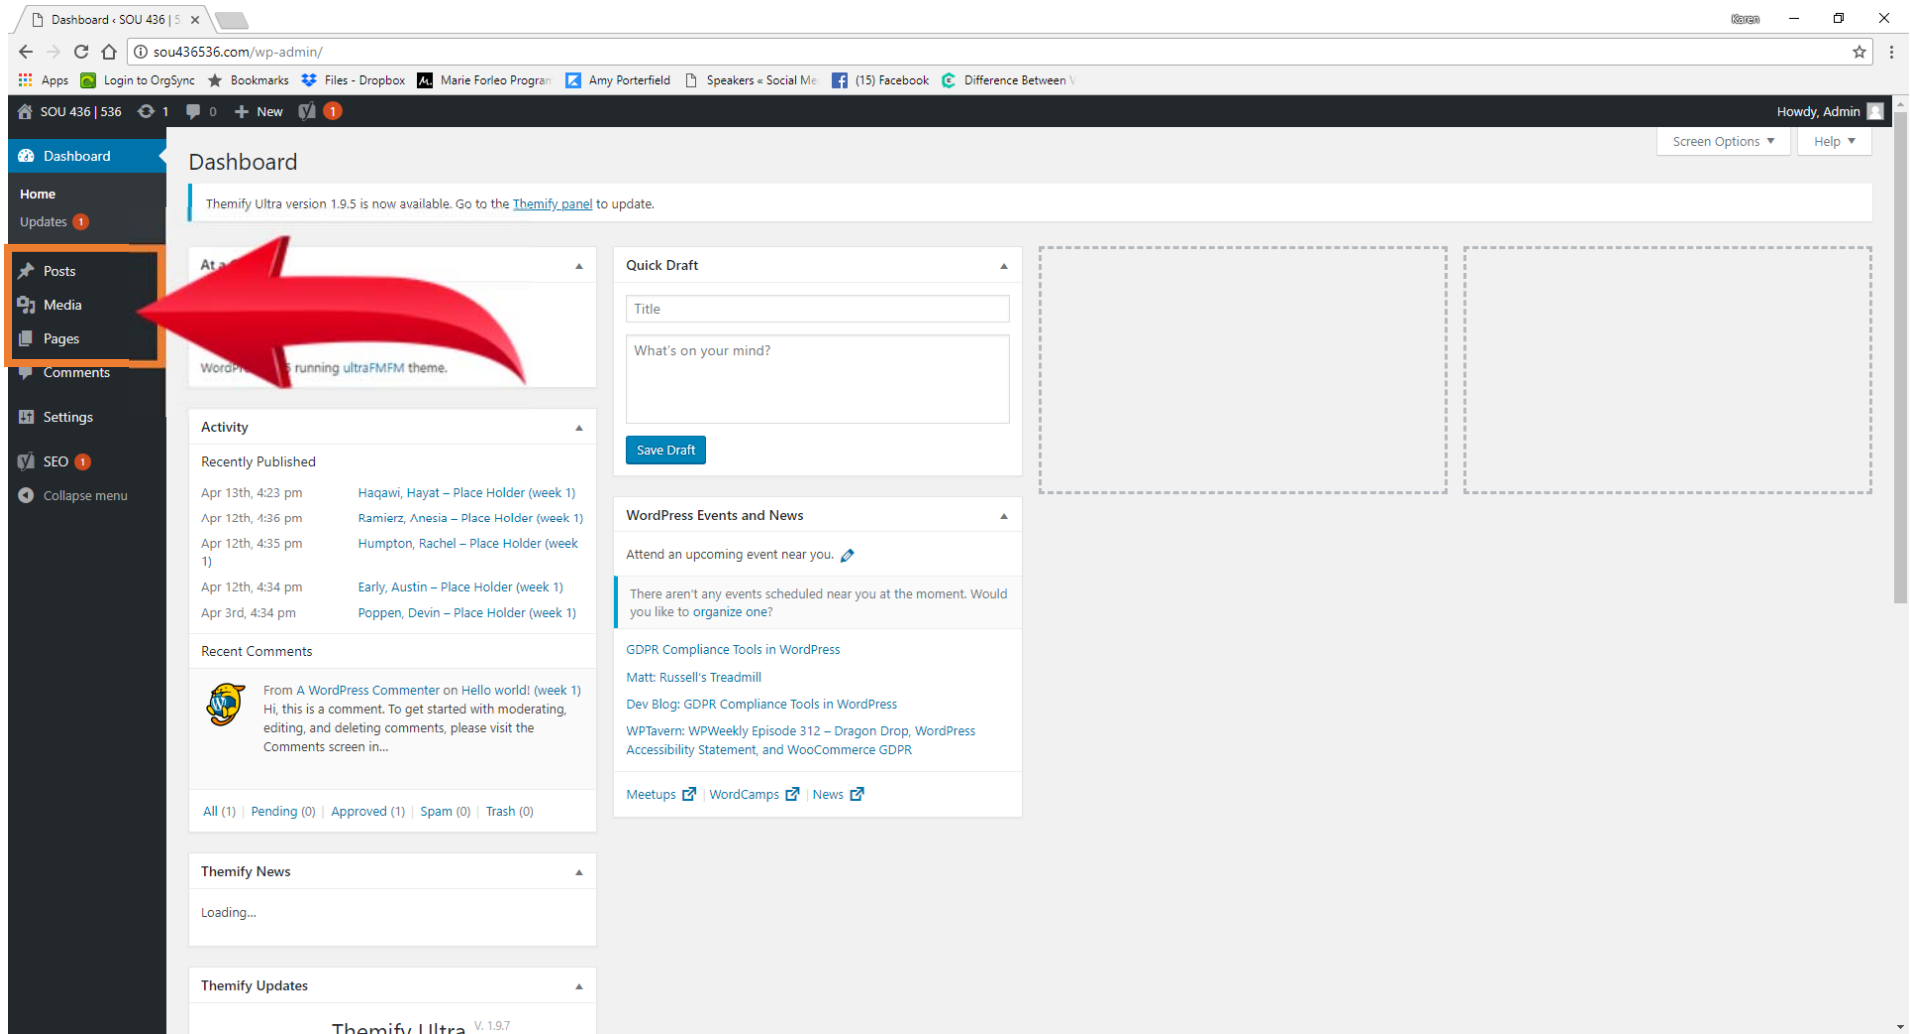 Dashboard ‹ SOU 436 | 5
Karen
sou436536.com/wp-admin/
Apps Login to OrgSync Bookmarks Files - Dropbox Marie Forleo Program Amy Porterfield Speakers « Social Me (15) Facebook Difference Between
SOU 436 | 536 1 0 New 1 Howdy, Admin
Screen Options Help
Dashboard
Home
Updates 1
Posts
Media
Pages
Comments
Settings
SEO 1
Collapse menu
Dashboard
Themify Ultra version 1.9.5 is now available. Go to the Themify panel to update.
At a
running ultraFMFM theme.
Activity
Recently Published
Apr 13th, 4:23 pm Haqawi, Hayat – Place Holder (week 1)
Apr 12th, 4:36 pm Ramierz, Anesia – Place Holder (week 1)
Apr 12th, 4:35 pm Humpton, Rachel – Place Holder (week
1)
Apr 12th, 4:34 pm Early, Austin – Place Holder (week 1)
Apr 3rd, 4:34 pm Poppen, Devin – Place Holder (week 1)
Recent Comments
From A WordPress Commenter on Hello world! (week 1)
Hi, this is a comment. To get started with moderating,
editing, and deleting comments, please visit the
Comments screen in...
All (1) | Pending (0) | Approved (1) | Spam (0) | Trash (0)
Themify News
Loading...
Themify Updates
Themify Ultra V. 1.9.7
Quick Draft
Title
What's on your mind?
Save Draft
WordPress Events and News
Attend an upcoming event near you.
There aren't any events scheduled near you at the moment. Would
you like to organize one?
GDPR Compliance Tools in WordPress
Matt: Russell's Treadmill
Dev Blog: GDPR Compliance Tools in WordPress
WPTavern: WPWeekly Episode 312 – Dragon Drop, WordPress
Accessibility Statement, and WooCommerce GDPR
Meetups | WordCamps | News